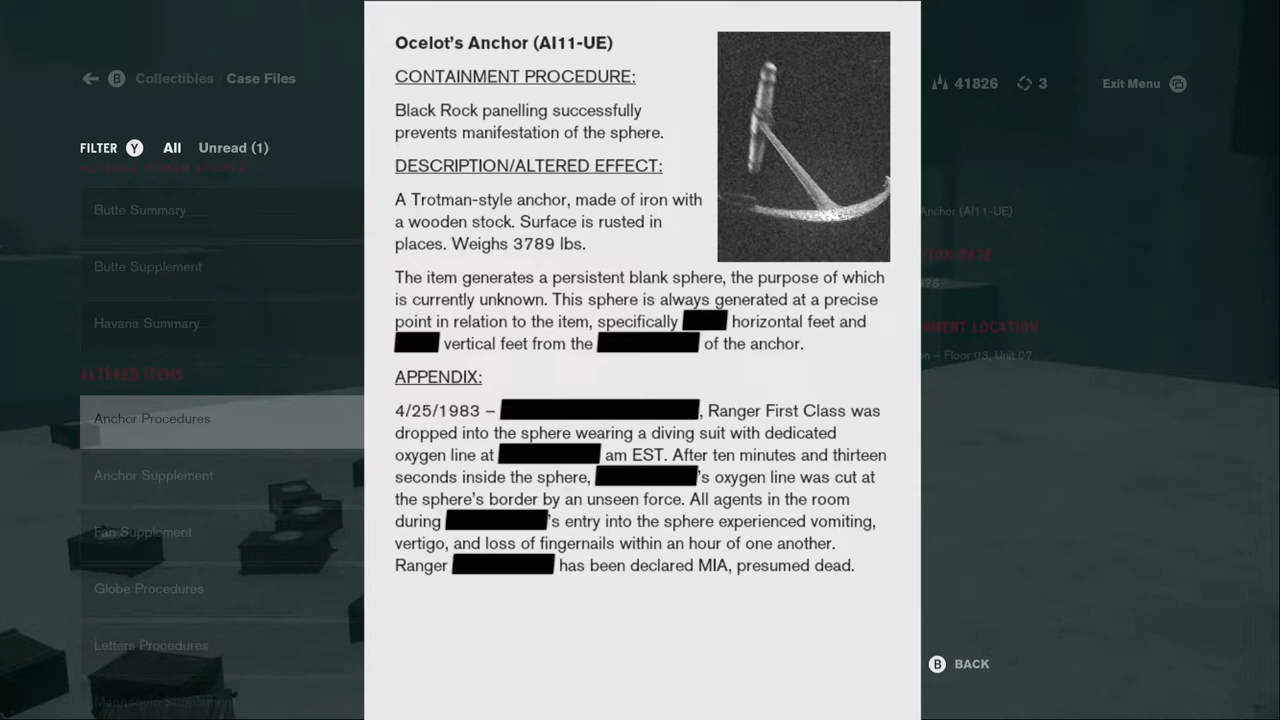 Ocelot's Anchor (AI11-UE)
CONTAINMENT PROCEDURE:
Black Rock panelling successfully
prevents manifestation of the sphere.
DESCRIPTION/ALTERED EFFECT:
A Trotman-style anchor, made of iron with
a wooden stock. Surface is rusted in
places. Weighs 3789 lbs.
The item generates a persistent blank sphere, the purpose of which
is currently unknown. This sphere is always generated at a precise
point in relation to the item, specifically horizontal feet and
vertical feet from the of the anchor.
APPENDIX:
4/25/1983 – , Ranger First Class was
dropped into the sphere wearing a diving suit with dedicated
oxygen line at am EST. After ten minutes and thirteen
seconds inside the sphere, 's oxygen line was cut at
the sphere's border by an unseen force. All agents in the room
during 's entry into the sphere experienced vomiting,
vertigo, and loss of fingernails within an hour of one another.
Ranger has been declared MIA, presumed dead.
B Collectibles Case Files
FILTER Y All Unread (1)
Butte Summary
Butte Supplement
Havana Summary
ALTERED ITEMS
Anchor Procedures
Anchor Supplement
Fan Supplement
Globe Procedures
Letters Procedures
Mannequin Supplement
41826 3 Exit Menu
Anchor (AI11-UE)
– Floor 03, Unit 07
B BACK